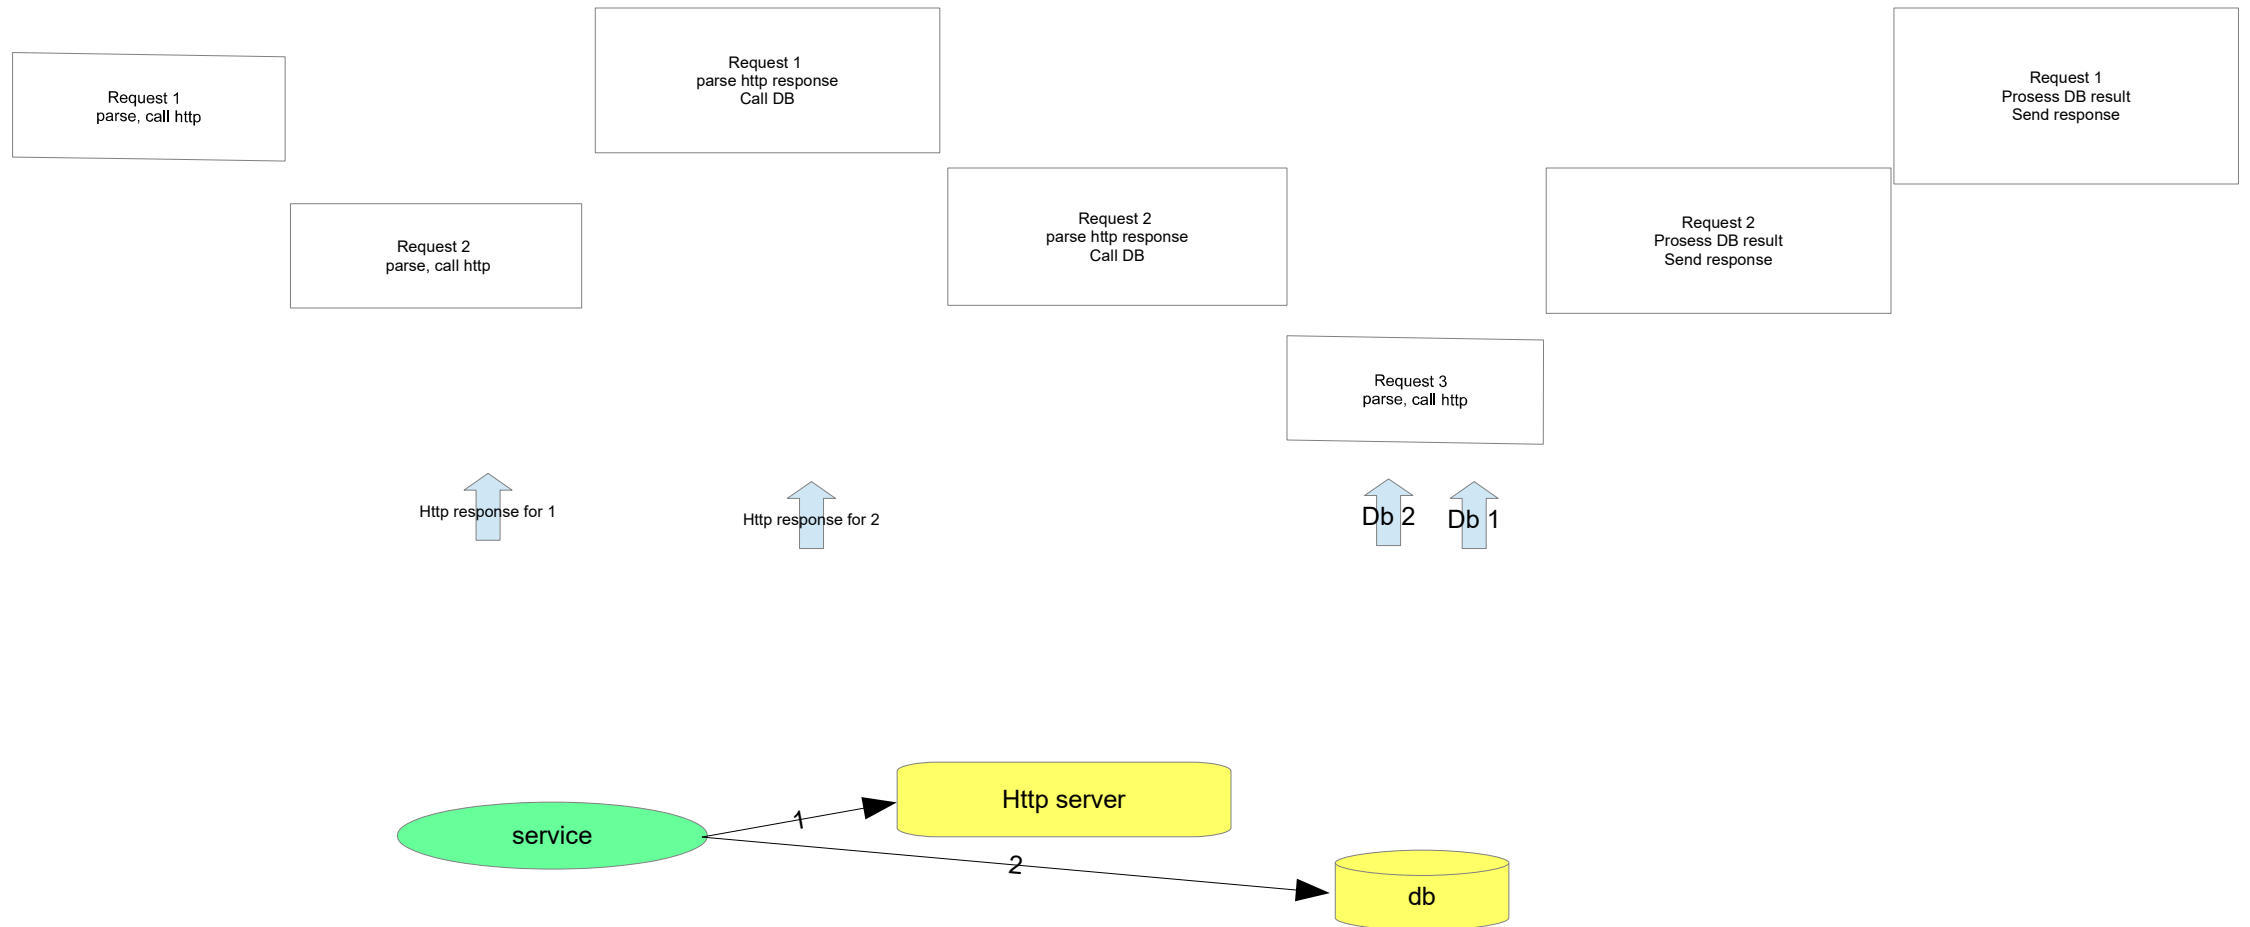 Request 1
parse, call http
Request 2
parse, call http
Request 1
parse http response
Call DB
Request 2
parse http response
Call DB
Request 3
parse, call http
Request 2
Prosess DB result
Send response
Request 1
Prosess DB result
Send response
Http response for 1
Http response for 2
Db 2
Db 1
service
1
2
Http server
db